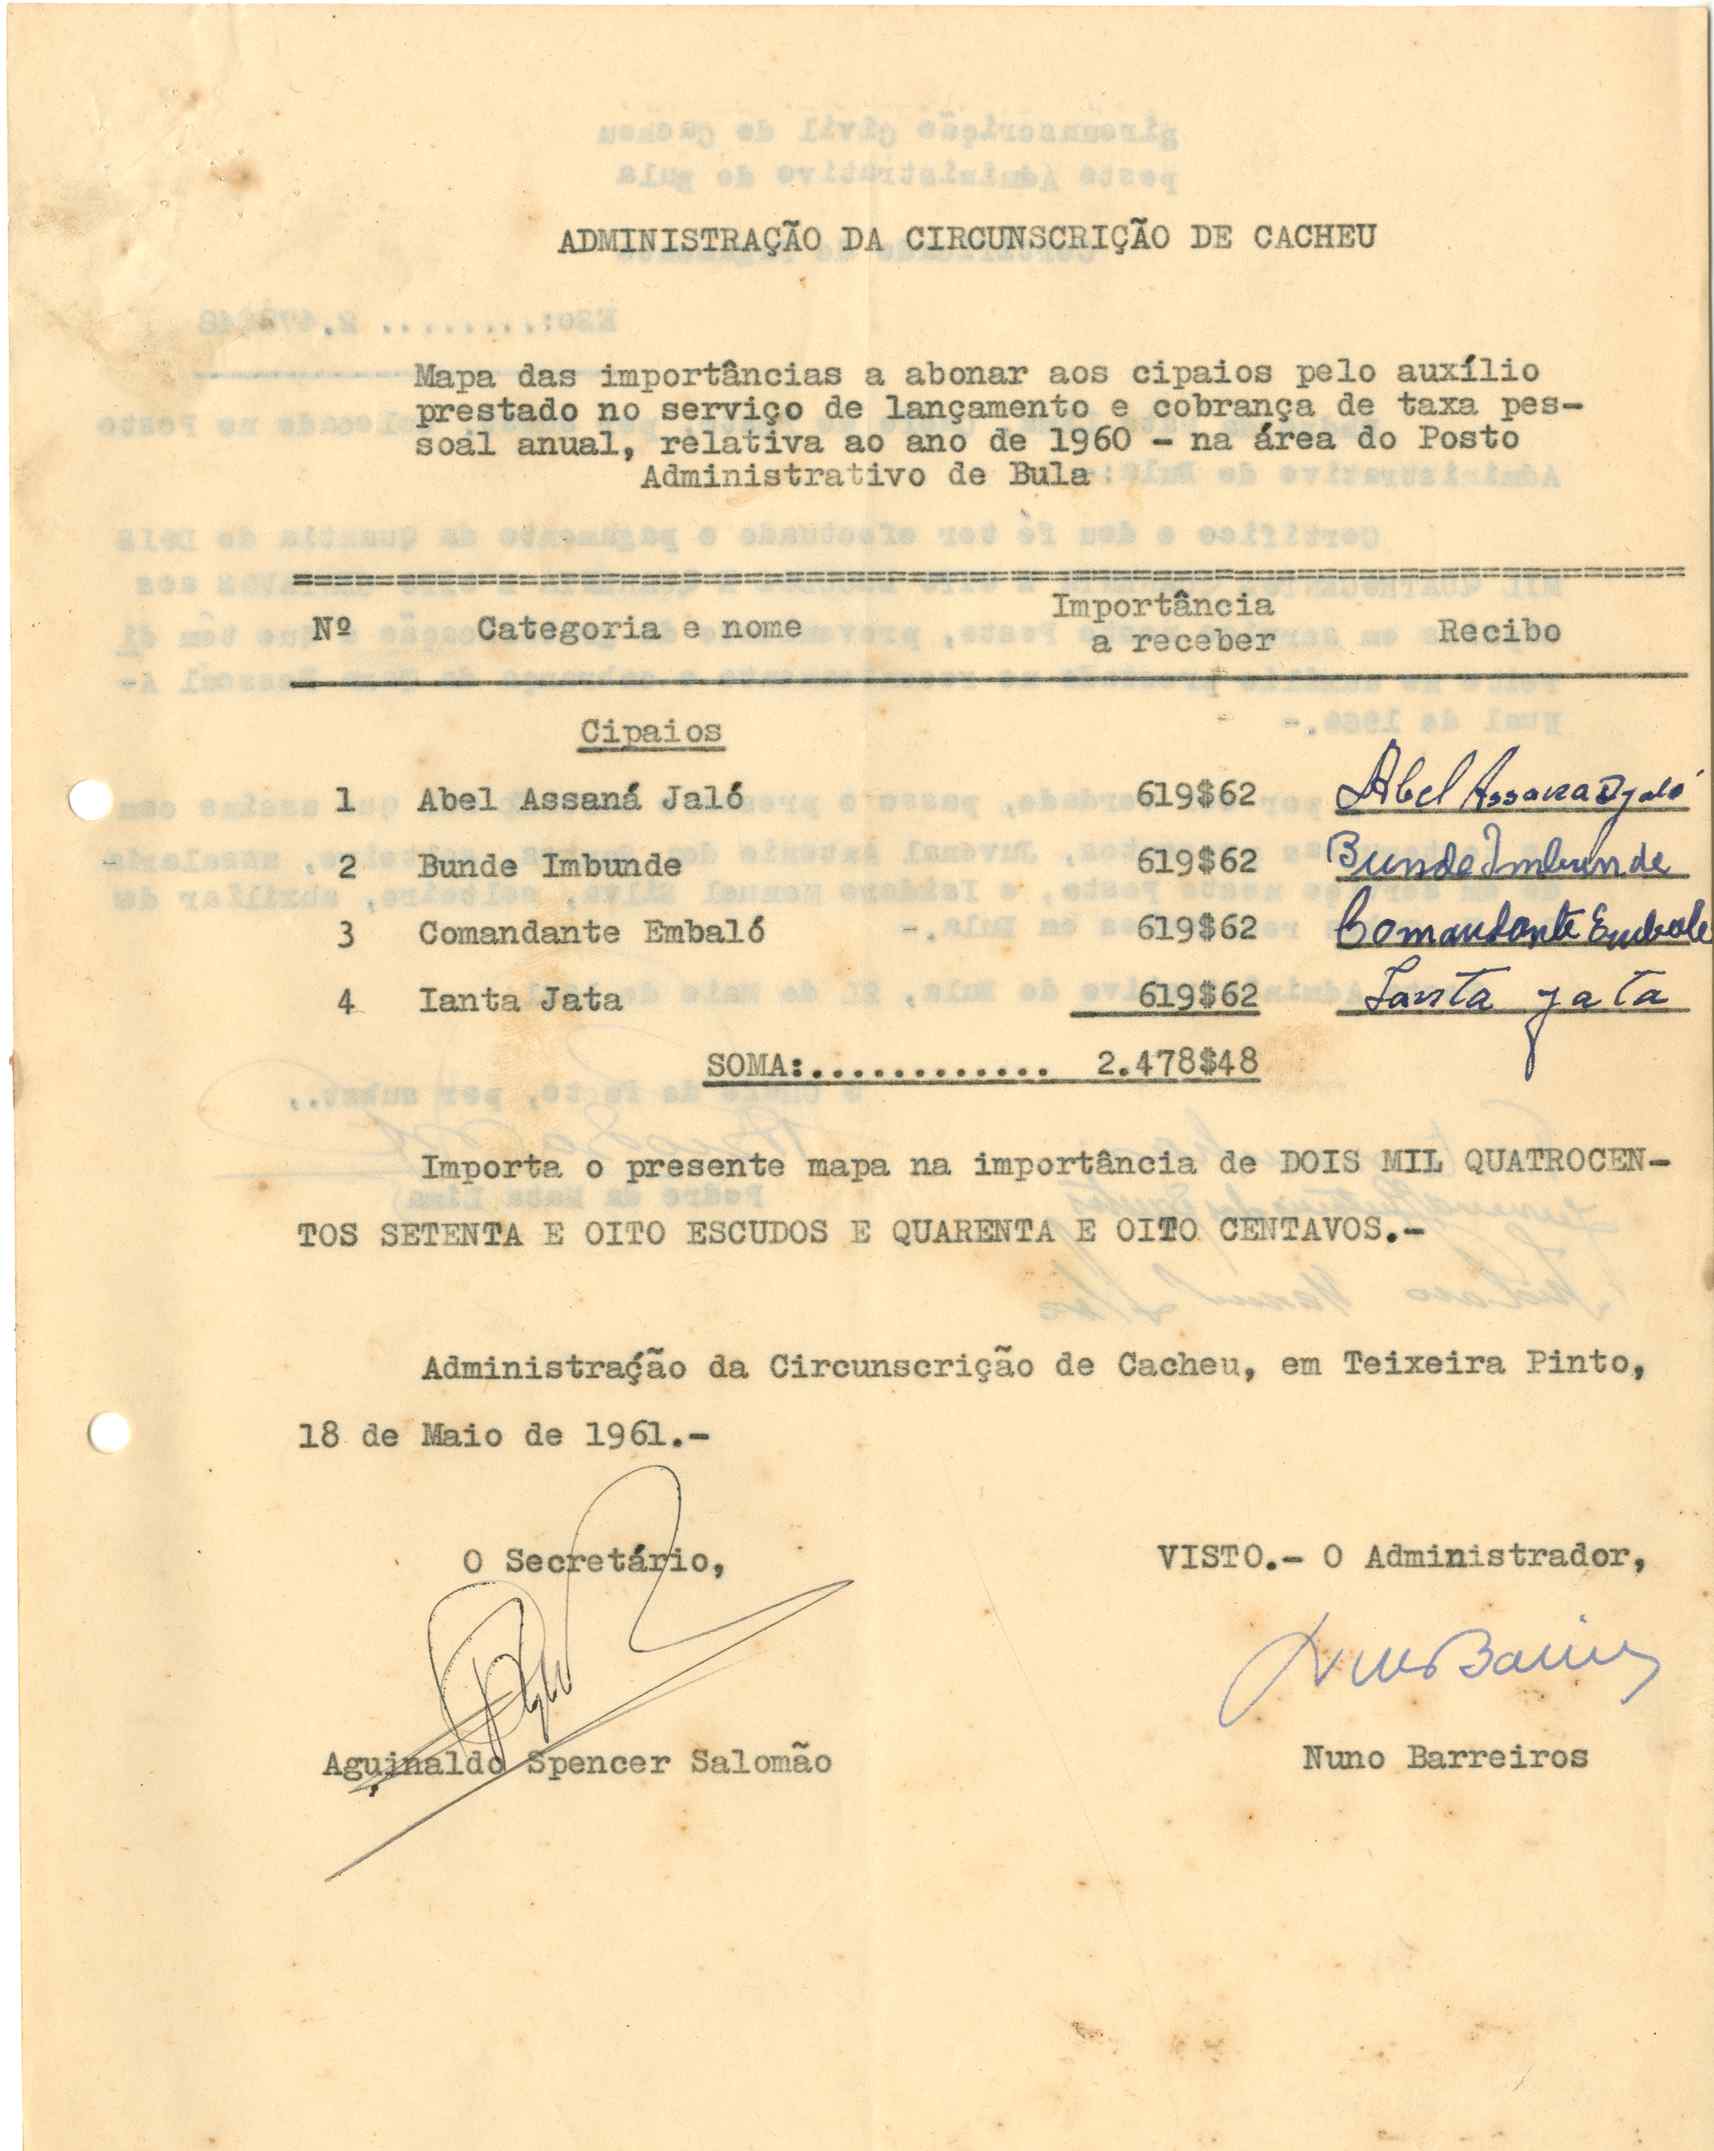 ADMINISTRAÇÃO DA CIRCUNSCRIÇÃO DE CACHEU
Mapa das importâncias a abonar aos cipaios pelo auxílio
prestado no serviço de lançamento e cobrança de taxa pes-
soal anual, relativa ao ano de 1960 - na área do Posto
Administrativo de Bula
Nº Categoria e nome Importância a receber Recibo
Cipaios
1 Abel Assaná Jaló 619$62 Abel Assana Djaló
2 Bunde Imbunde 619$62 Bunde Imbunde
3 Comandante Embaló 619$62 Comandante Embalo
4 Ianta Jata 619$62 Ianta Jata
SOMA:............ 2.478$48
Importa o presente mapa na importância de DOIS MIL QUATROCEN-
TOS SETENTA E OITO ESCUDOS E QUARENTA E OITO CENTAVOS.-
Administração da Circunscrição de Cacheu, em Teixeira Pinto,
18 de Maio de 1961.-
O Secretário, VISTO.- O Administrador,
Nuno Barreiros
Aguinaldo Spencer Salomão Nuno Barreiros